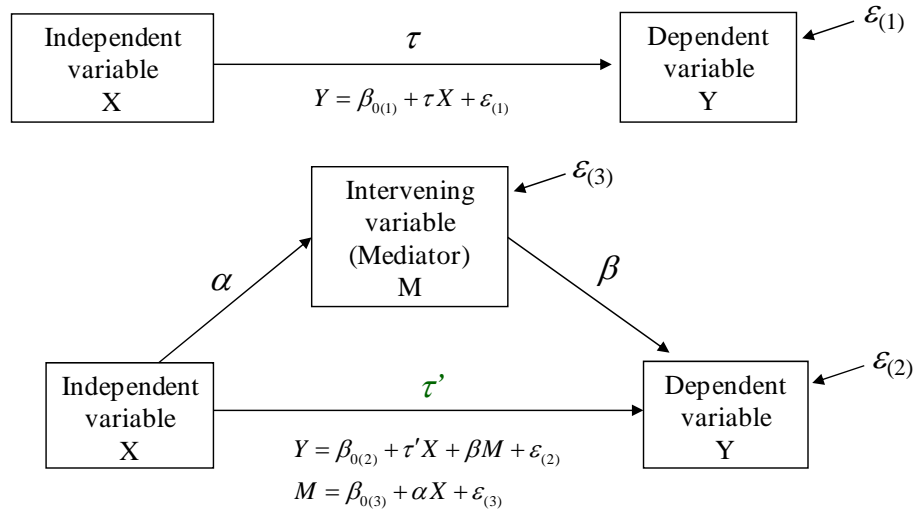 Independent
variable
X
τ
Y = β₀₍₁₎ + τX + ε₍₁₎
Dependent
variable
Y
ε₍₁₎
Intervening
variable
(Mediator)
M
ε₍₃₎
α
β
Independent
variable
X
τ’
Y = β₀₍₂₎ + τ′X + βM + ε₍₂₎
M = β₀₍₃₎ + αX + ε₍₃₎
Dependent
variable
Y
ε₍₂₎